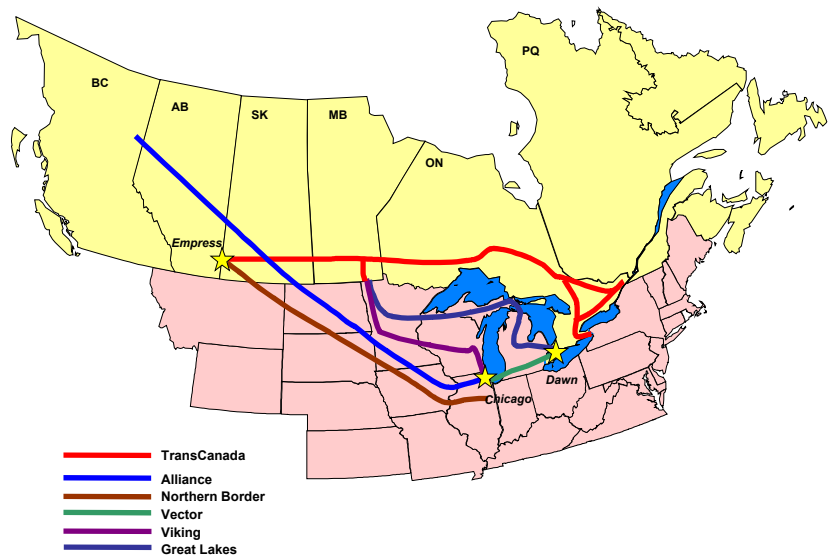 PQ
BC
AB
SK
MB
ON
Empress
Dawn
Chicago
TransCanada
Alliance
Northern Border
Vector
Viking
Great Lakes